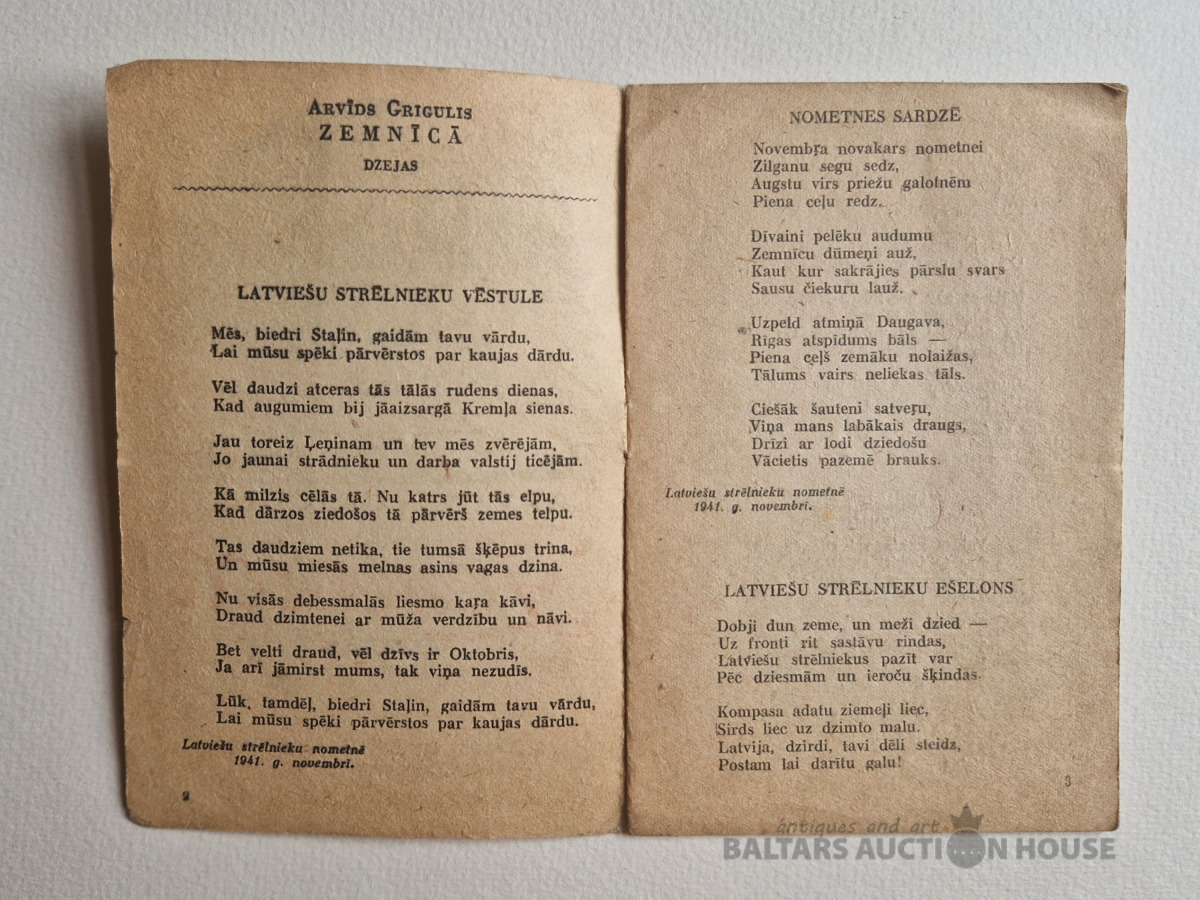 ARVĪDS GRIGULIS
ZEMNĪCĀ
DZEJAS
LATVIEŠU STRĒLNIEKU VĒSTULE
Mēs, biedri Staļin, gaidām tavu vārdu,
Lai mūsu spēki pārvērstos par kaujas dārdu.
Vēl daudzi atceras tās tālās rudens dienas,
Kad augumiem bij jāaizsargā Kremļa sienas.
Jau toreiz Ļeņinam un tev mēs zvērējām,
Jo jaunai strādnieku un darba valstij ticējām.
Kā milzis cēlās tā. Nu katrs jūt tās elpu,
Kad dārzos ziedošos tā pārvērš zemes telpu.
Tas daudziem netika, tie tumsā šķēpus trina,
Un mūsu miesās melnas asins vagas dzina.
Nu visās debessmalās liesmo kaŗa kāvi,
Draud dzimtenei ar mūža verdzību un nāvi.
Bet velti draud, vēl dzīvs ir Oktobris,
Ja arī jāmirst mums, tak viņa nezudīs.
Lūk, tamdēļ, biedri Staļin, gaidām tavu vārdu,
Lai mūsu spēki pārvērstos par kaujas dārdu.
Latviešu strēlnieku nometnē
1941. g. novembrī.
2
NOMETNES SARDZĒ
Novembŗa novakars nometnei
Zilganu segu sedz,
Augstu virs priežu galotnēm
Piena ceļu redz.
Dīvaini pelēku audumu
Zemnīcu dūmeņi auž,
Kaut kur sakrājies pārslu svars
Sausu čiekuru lauž.
Uzpeld atmiņā Daugava,
Rīgas atspīdums bāls —
Piena ceļš zemāku nolaižas,
Tālums vairs neliekas tāls.
Ciešāk šauteni satveŗu,
Viņa mans labākais draugs,
Drīzi ar lodi dziedošu
Vācietis pazemē brauks.
Latviešu strēlnieku nometnē
1941. g. novembrī.
LATVIEŠU STRĒLNIEKU EŠELONS
Dobji dun zeme, un meži dzied —
Uz fronti rit sastāvu rindas,
Latviešu strēlniekus pazīt var
Pēc dziesmām un ieroču šķindas.
Kompasa adatu ziemeļi liec,
Sirds liec uz dzimto malu.
Latvija, dzirdi, tavi dēli steidz,
Postam lai darītu galu!
3
antiques and art
BALTARS AUCTION HOUSE